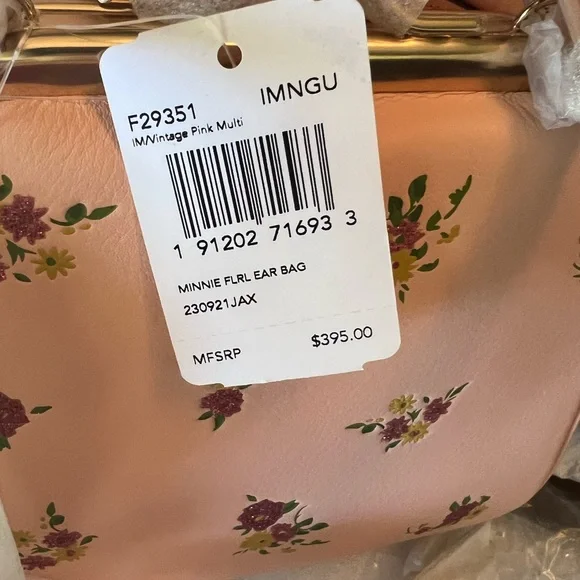 F29351 IMNGU
IM/Vintage Pink Multi
1 91202 71693 3
MINNIE FLRL EAR BAG
230921JAX
MFSRP $395.00